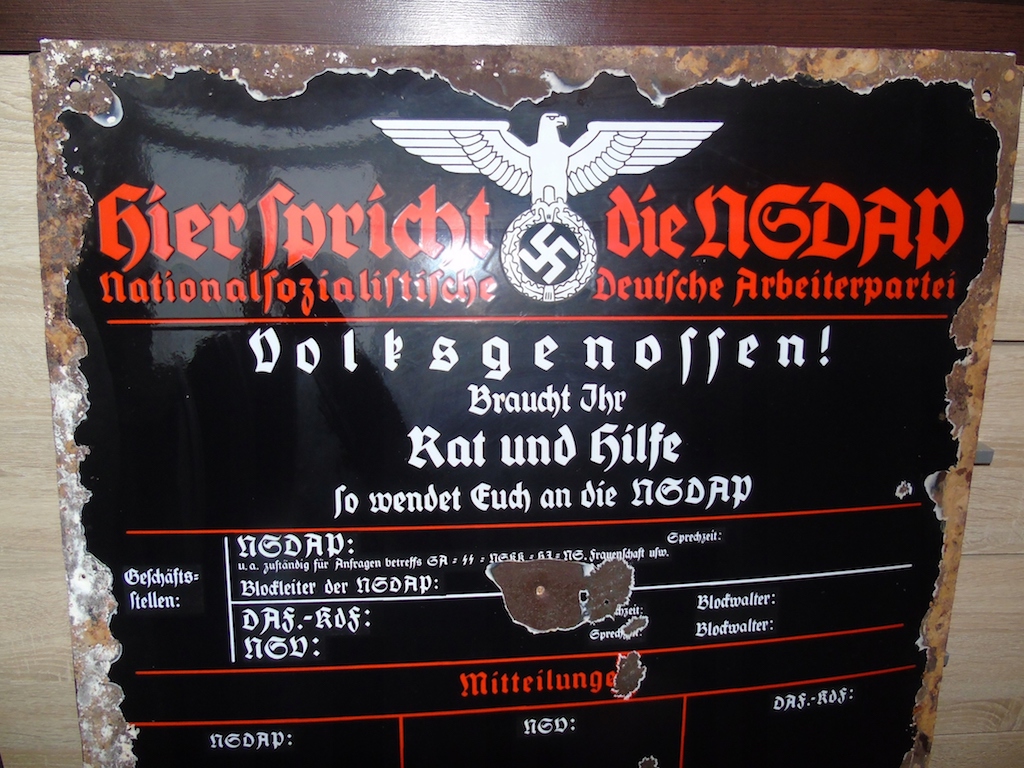 Hier spricht die NSDAP
Nationalsozialistische Deutsche Arbeiterpartei
Volksgenossen!
Braucht Ihr
Rat und Hilfe
so wendet Euch an die NSDAP
Geschäfts-
stellen:
NSDAP: Sprechzeit:
u. a. zuständig für Anfragen betreffs SA - SS - NSKK - HJ - NS. Frauenschaft usw.
Blockleiter der NSDAP:
DAF.-KdF: Blockwalter:
NSV: Blockwalter:
NSDAP: NSV: DAF.-KdF: